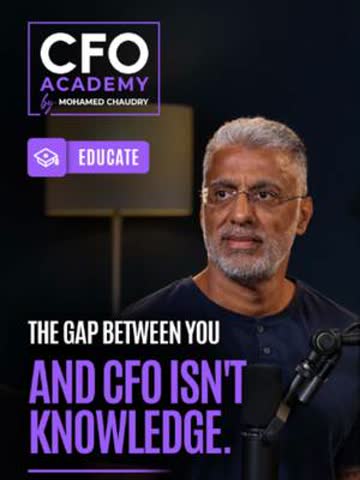 CFO
ACADEMY
by MOHAMED CHAUDRY
EDUCATE
THE GAP BETWEEN YOU
AND CFO ISN'T
KNOWLEDGE.